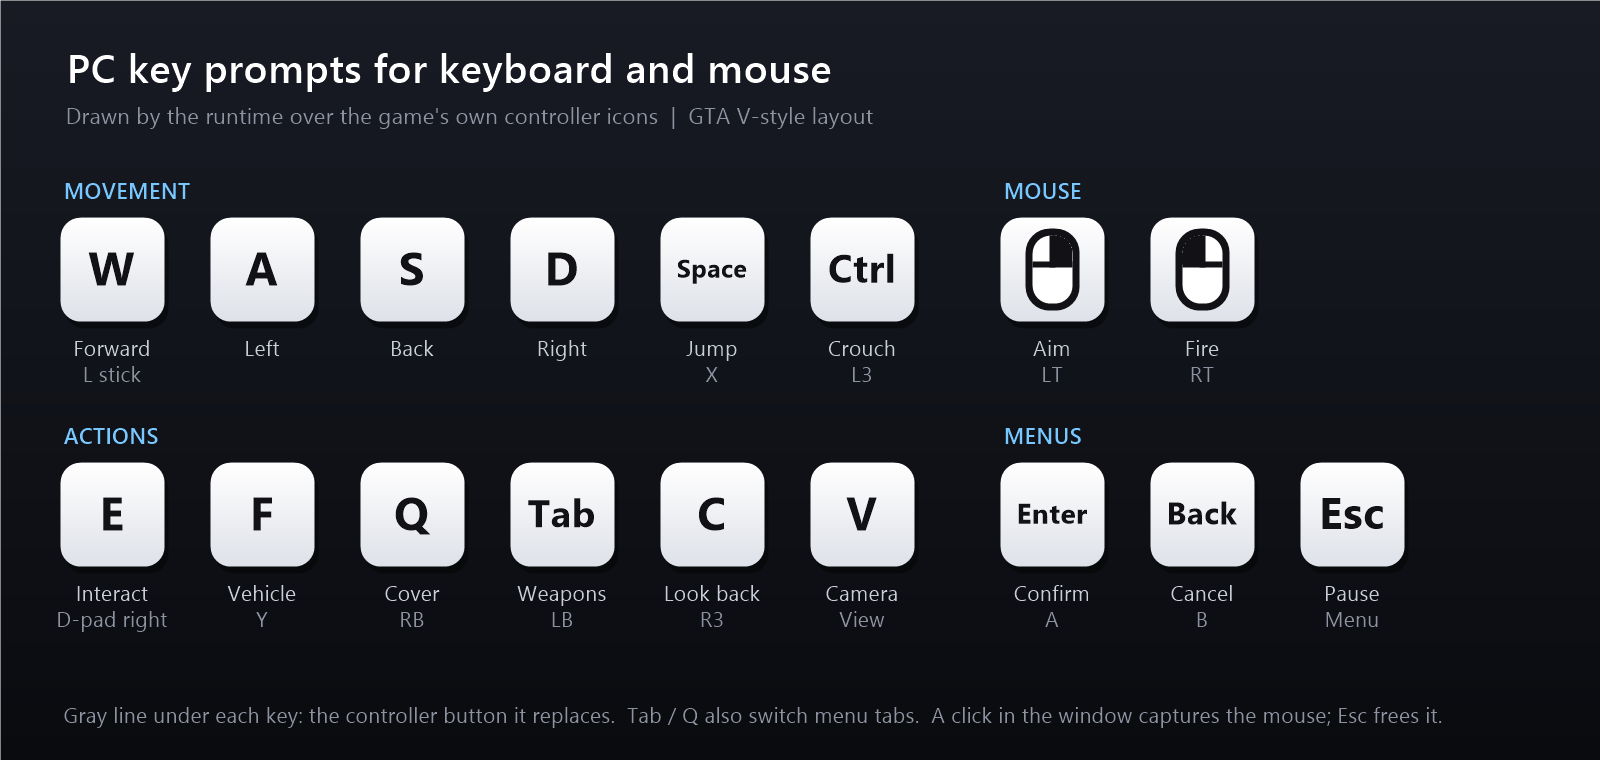 PC key prompts for keyboard and mouse
Drawn by the runtime over the game's own controller icons | GTA V-style layout
MOVEMENT
W A S D Space Ctrl
Forward Left Back Right Jump Crouch
L stick X L3
MOUSE
Aim Fire
LT RT
ACTIONS
E F Q Tab C V
Interact Vehicle Cover Weapons Look back Camera
D-pad right Y RB LB R3 View
MENUS
Enter Back Esc
Confirm Cancel Pause
A B Menu
Gray line under each key: the controller button it replaces. Tab / Q also switch menu tabs. A click in the window captures the mouse; Esc frees it.